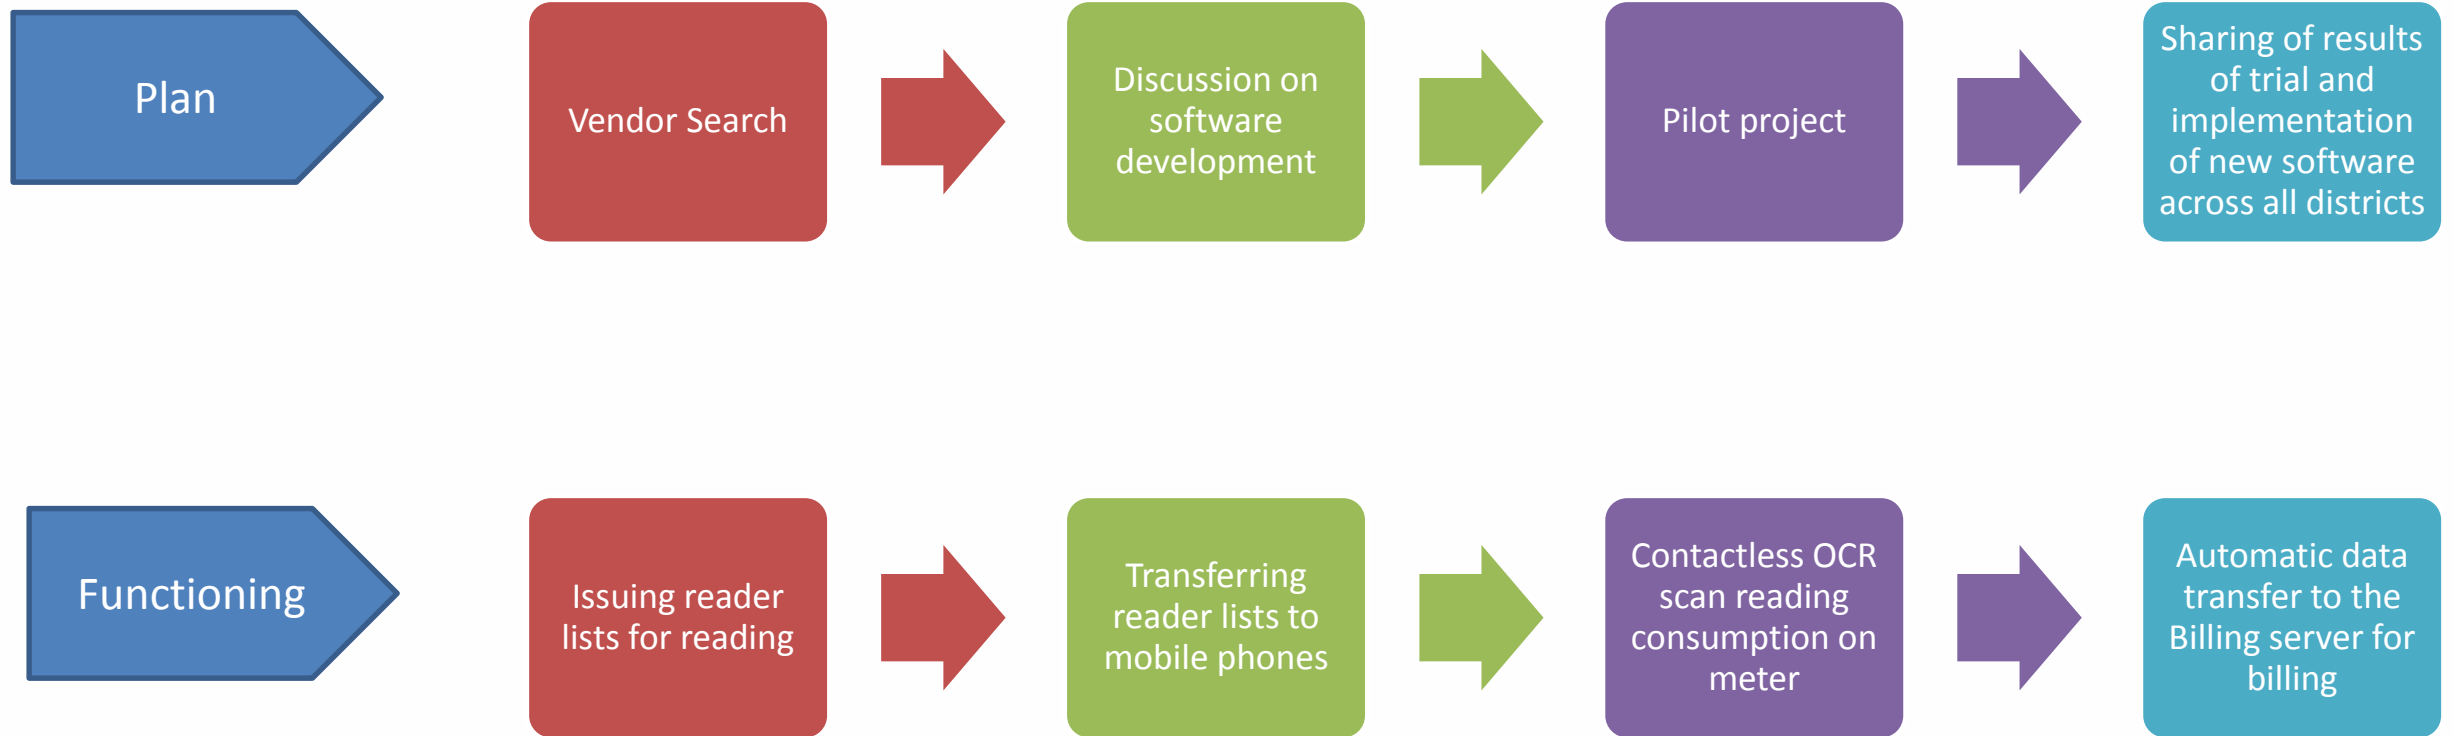 Plan
Vendor Search
Discussion on
software
development
Pilot project
Sharing of results
of trial and
implementation
of new software
across all districts
Functioning
Issuing reader
lists for reading
Transferring
reader lists to
mobile phones
Contactless OCR
scan reading
consumption on
meter
Automatic data
transfer to the
Billing server for
billing